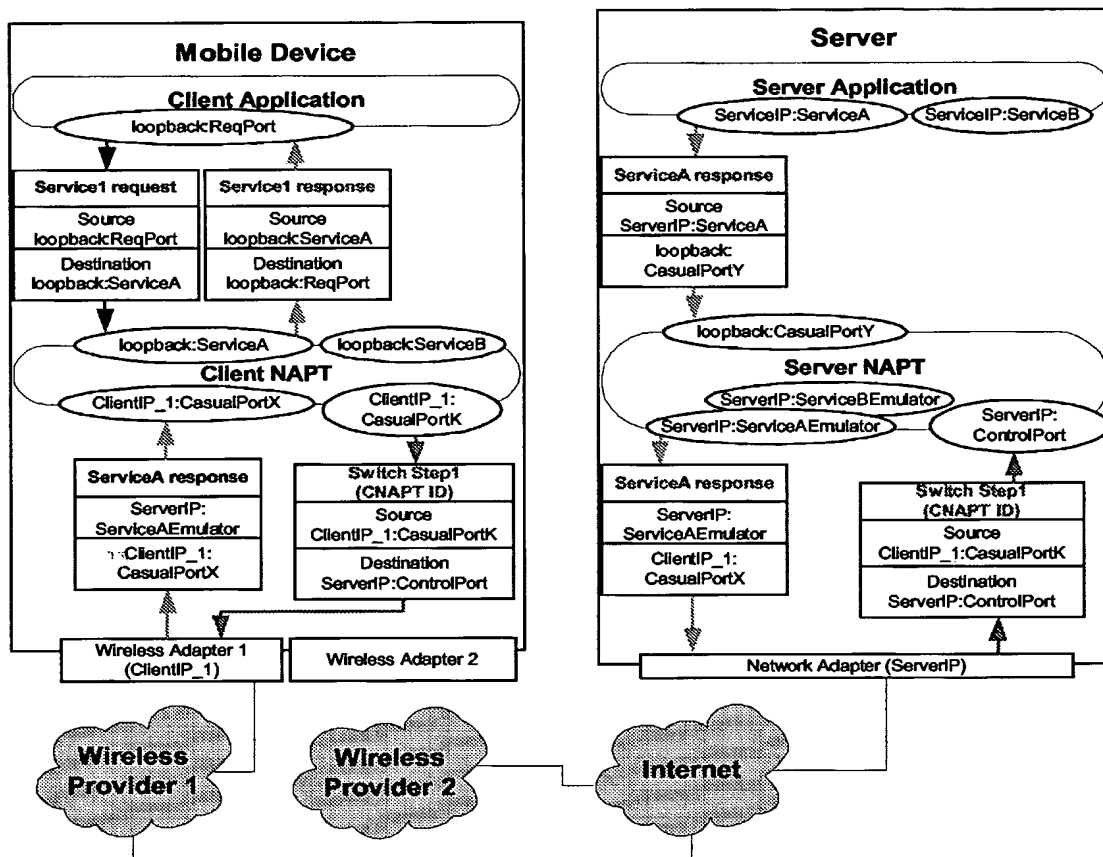 Mobile Device
Client Application
loopback:ReqPort
Service1 request
Source
loopback:ReqPort
Destination
loopback:ServiceA
Service1 response
Source
loopback:ServiceA
Destination
loopback:ReqPort
loopback:ServiceA
loopback:ServiceB
Client NAPT
ClientIP_1:CasualPortX
ClientIP_1:
CasualPortK
ServiceA response
ServerIP:
ServiceAEmulator
ClientIP_1:
CasualPortX
Switch Step1
(CNAPT ID)
Source
ClientIP_1:CasualPortK
Destination
ServerIP:ControlPort
Wireless Adapter 1
(ClientIP_1)
Wireless Adapter 2
Wireless
Provider 1
Wireless
Provider 2
Internet
Server
Server Application
ServiceIP:ServiceA
ServiceIP:ServiceB
ServiceA response
Source
ServerIP:ServiceA
loopback:
CasualPortY
loopback:CasualPortY
Server NAPT
ServerIP:ServiceBEmulator
ServerIP:ServiceAEmulator
ServerIP:
ControlPort
ServiceA response
ServerIP:
ServiceAEmulator
ClientIP_1:
CasualPortX
Switch Step1
(CNAPT ID)
Source
ClientIP_1:CasualPortK
Destination
ServerIP:ControlPort
Network Adapter (ServerIP)